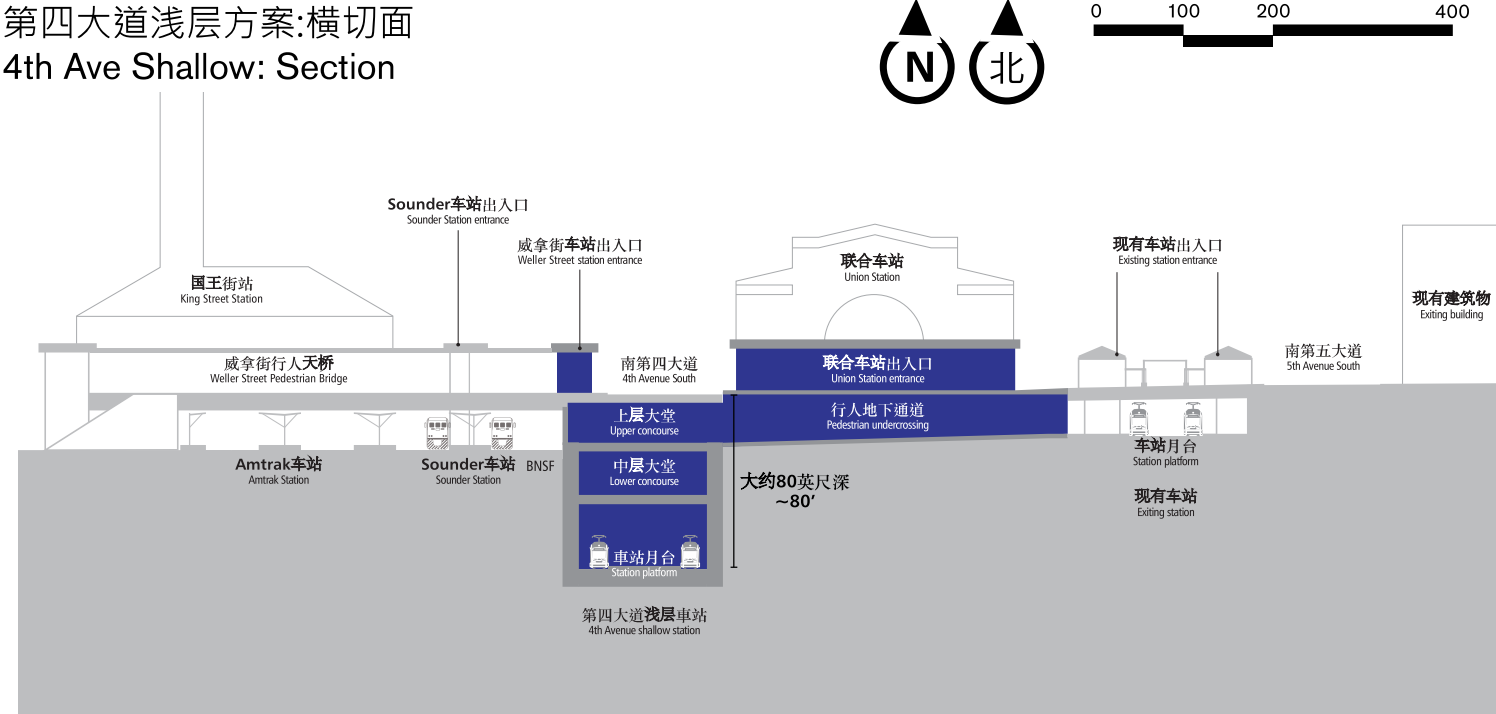 第四大道浅层方案:横切面
4th Ave Shallow: Section
N
北
0 100 200 400
Sounder车站出入口
Sounder Station entrance
威拿街车站出入口
Weller Street station entrance
联合车站
Union Station
现有车站出入口
Existing station entrance
国王街站
King Street Station
现有建筑物
Exiting building
威拿街行人天桥
Weller Street Pedestrian Bridge
南第四大道
4th Avenue South
联合车站出入口
Union Station entrance
南第五大道
5th Avenue South
上层大堂
Upper concourse
行人地下通道
Pedestrian undercrossing
车站月台
Station platform
Amtrak车站
Amtrak Station
Sounder车站
Sounder Station
BNSF
中层大堂
Lower concourse
大约80英尺深
~80’
现有车站
Exiting station
車站月台
Station platform
第四大道浅层車站
4th Avenue shallow station